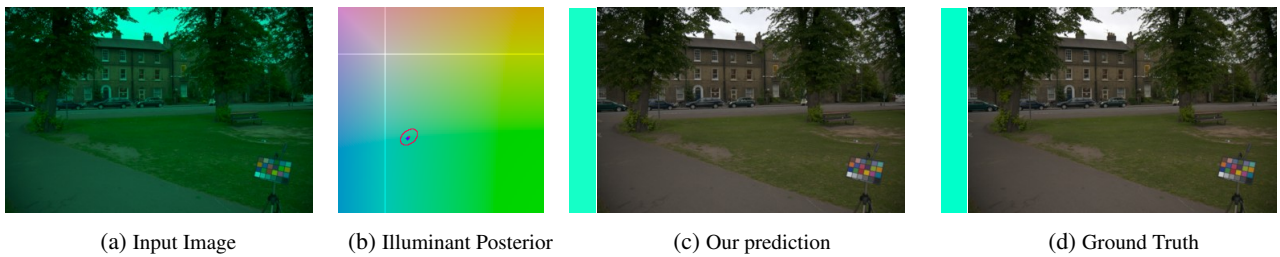 (a) Input Image
(b) Illuminant Posterior
(c) Our prediction
(d) Ground Truth